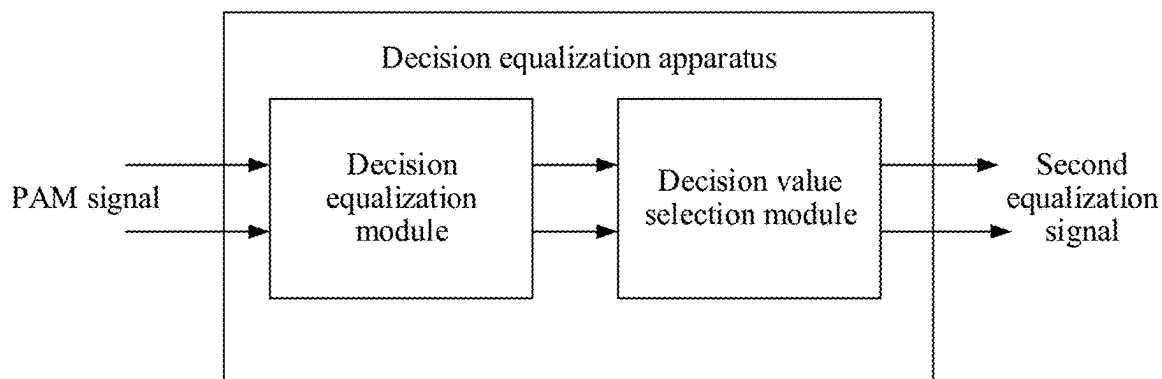 Decision equalization apparatus
PAM signal
Decision
equalization
module
Decision value
selection module
Second
equalization
signal